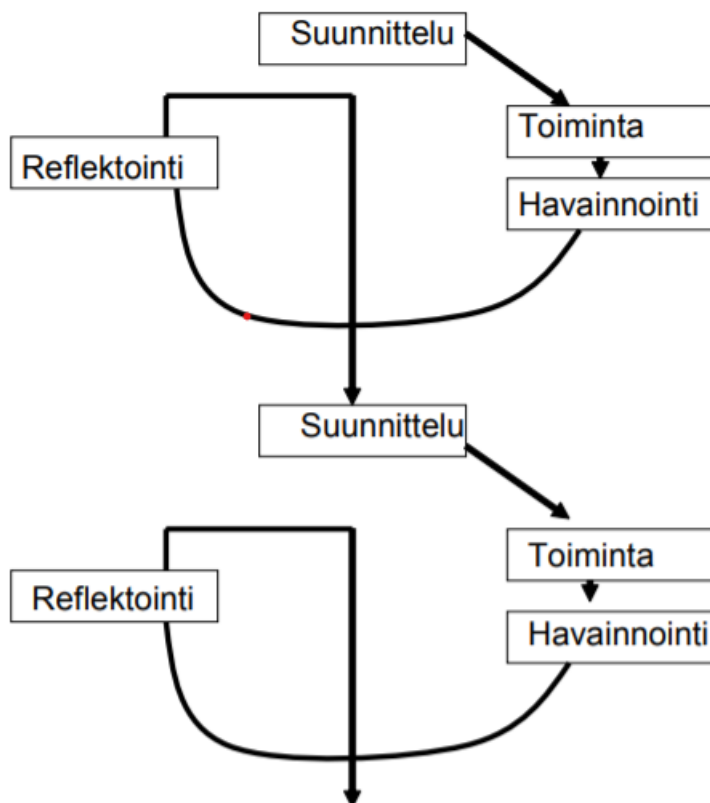 Suunnittelu
Toiminta
Reflektointi
Havainnointi
Suunnittelu
Toiminta
Reflektointi
Havainnointi